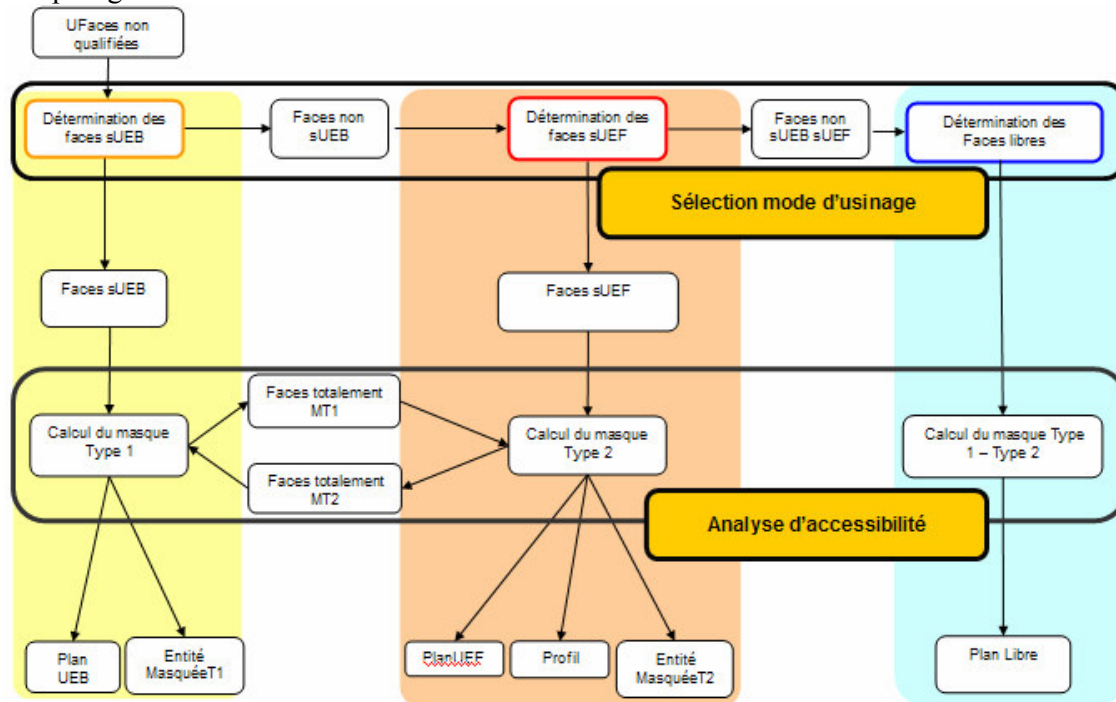 UFaces non
qualifiées
Détermination des
faces sUEB
Faces non
sUEB
Détermination des
faces sUEF
Faces non
sUEB sUEF
Détermination des
Faces libres
Sélection mode d'usinage
Faces sUEB
Faces sUEF
Faces totalement
MT1
Calcul du masque
Type 1
Calcul du masque
Type 2
Calcul du masque Type
1 – Type 2
Faces totalement
MT2
Analyse d'accessibilité
Plan
UEB
Entité
MasquéeT1
PlanUEF
Profil
Entité
MasquéeT2
Plan Libre